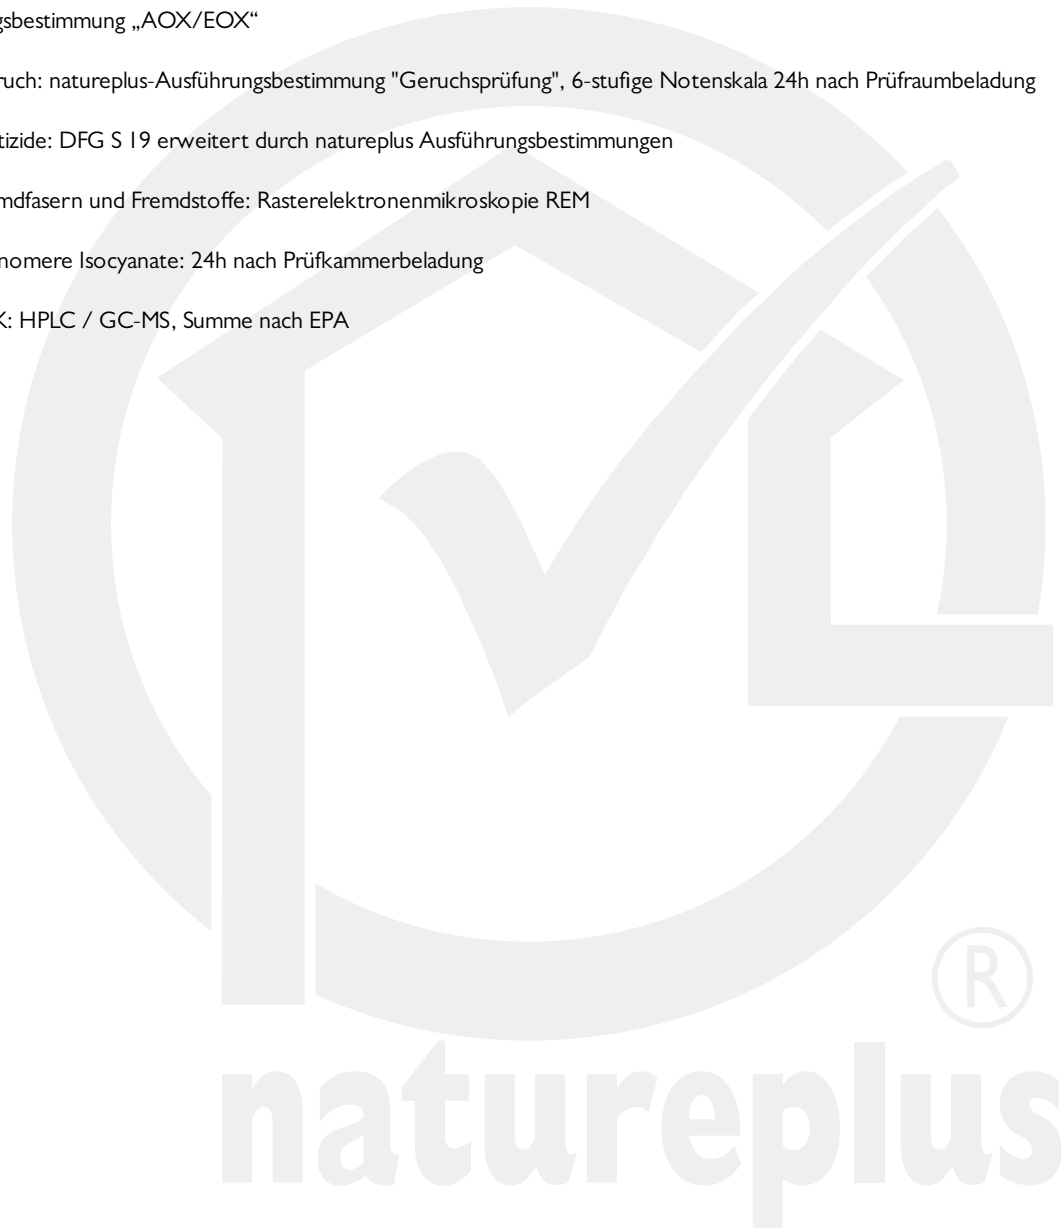 gsbestimmung „AOX/EOX“
ruch: natureplus-Ausführungsbestimmung "Geruchsprüfung", 6-stufige Notenskala 24h nach Prüfraumbeladung
tizide: DFG S 19 erweitert durch natureplus Ausführungsbestimmungen
mdfasern und Fremdstoffe: Rasterelektronenmikroskopie REM
nomere Isocyanate: 24h nach Prüfkammerbeladung
K: HPLC / GC-MS, Summe nach EPA
®
natureplus